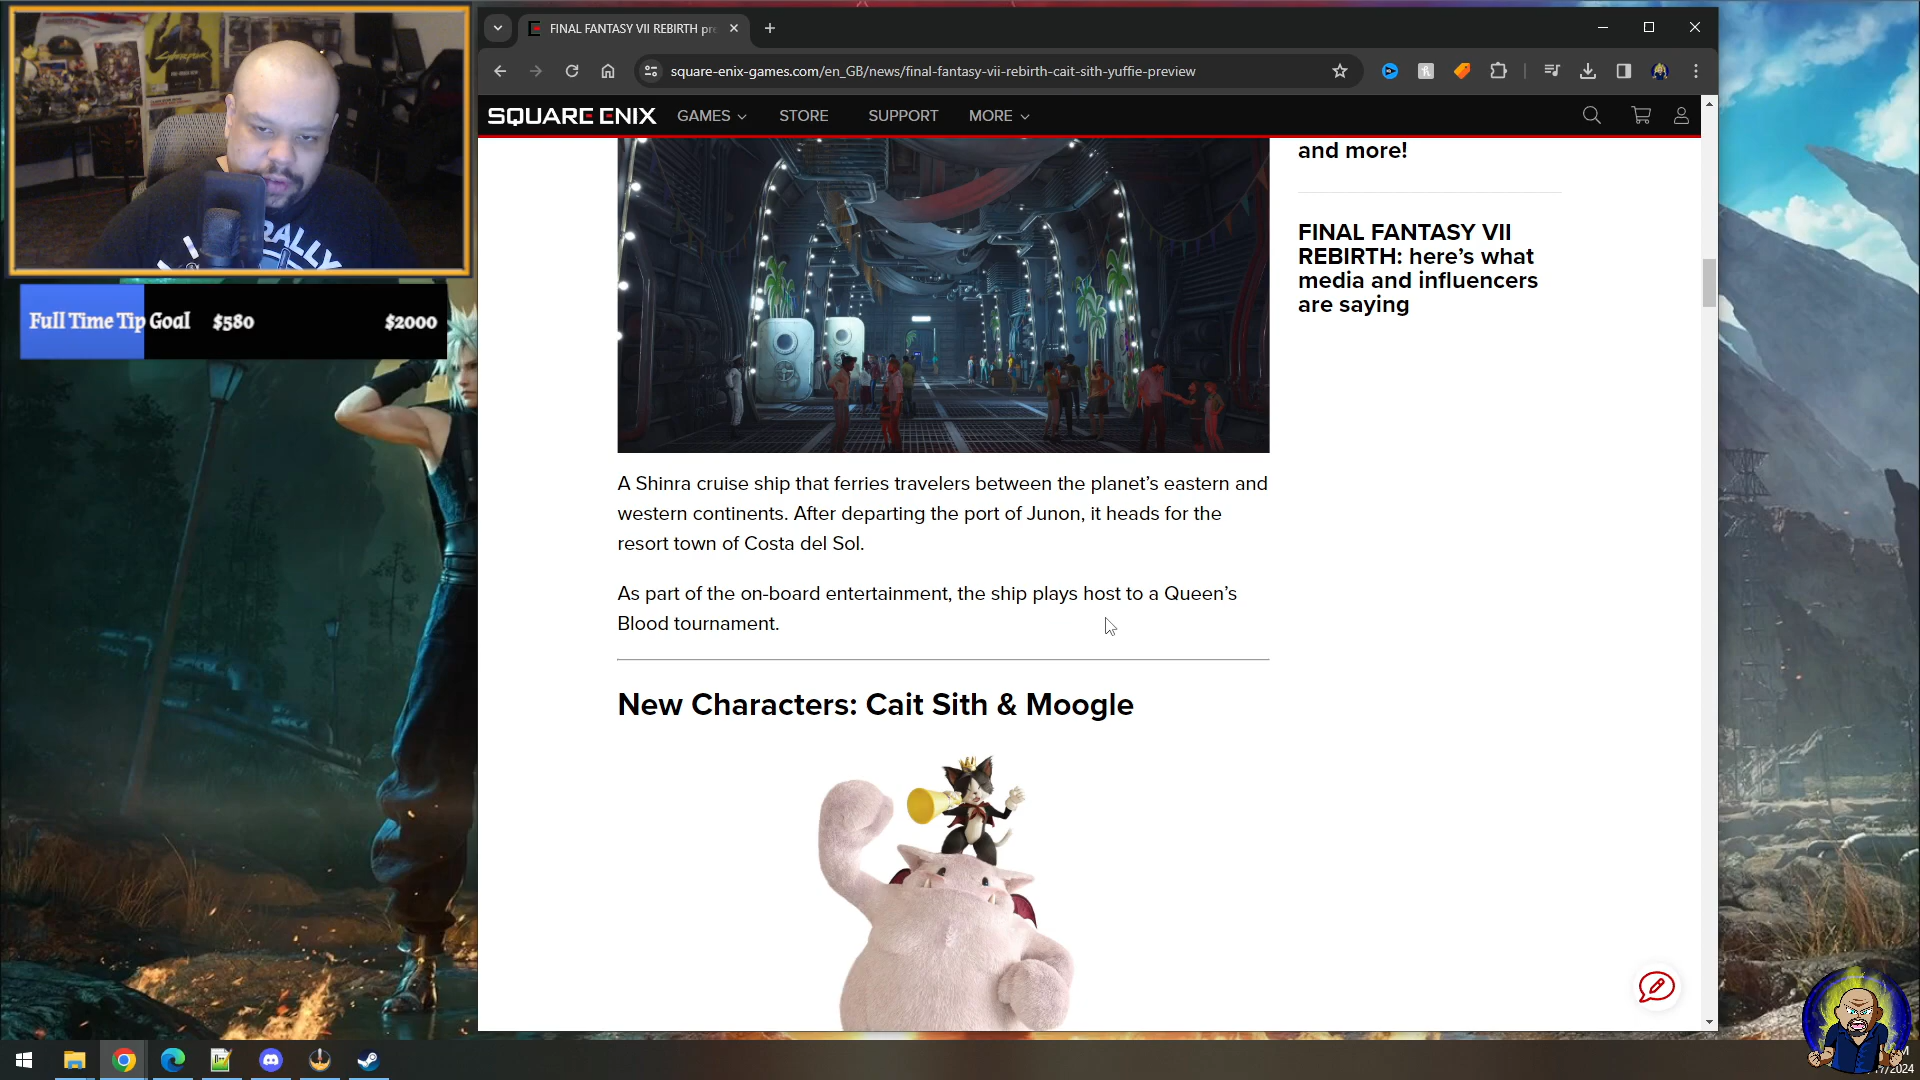 RALLY
Full Time Tip Goal $580 $2000
FINAL FANTASY VII REBIRTH pre
square-enix-games.com/en_GB/news/final-fantasy-vii-rebirth-cait-sith-yuffie-preview
SQUARE ENIX GAMES STORE SUPPORT MORE
and more!
FINAL FANTASY VII
REBIRTH: here’s what
media and influencers
are saying
A Shinra cruise ship that ferries travelers between the planet’s eastern and
western continents. After departing the port of Junon, it heads for the
resort town of Costa del Sol.
As part of the on-board entertainment, the ship plays host to a Queen’s
Blood tournament.
New Characters: Cait Sith & Moogle